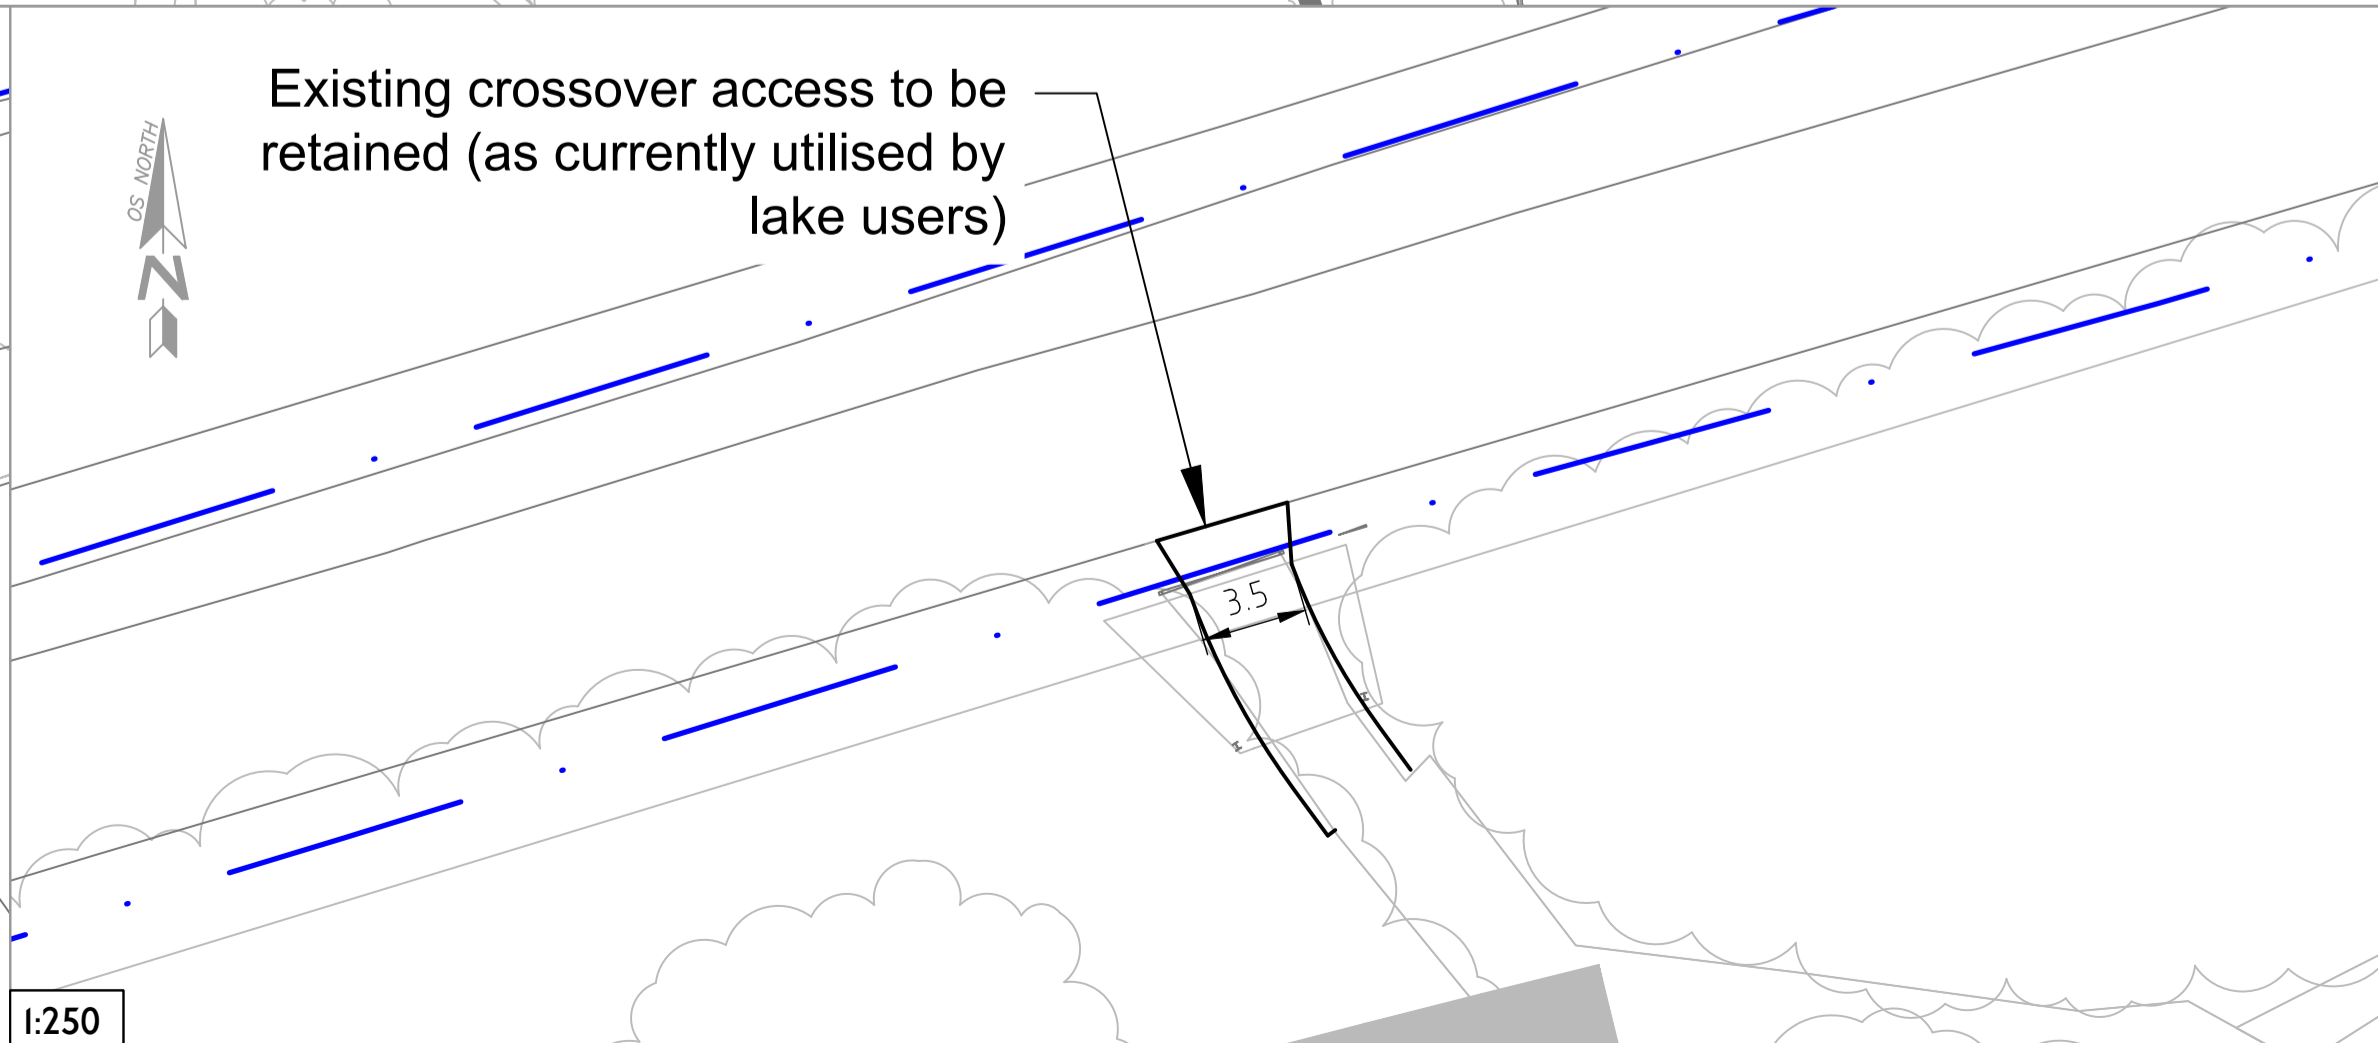 Existing crossover access to be
retained (as currently utilised by
lake users)
OS NORTH
N
3.5
1:250